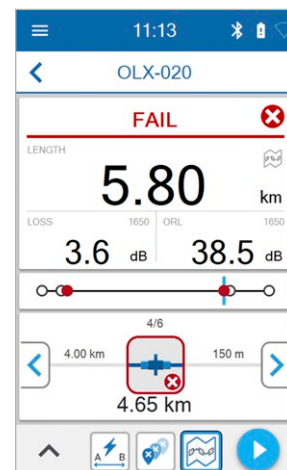 11:13
OLX-020
FAIL
LENGTH
5.80 km
LOSS 1650 ORL 1650
3.6 dB 38.5 dB
4/6
4.00 km 150 m
4.65 km
A B